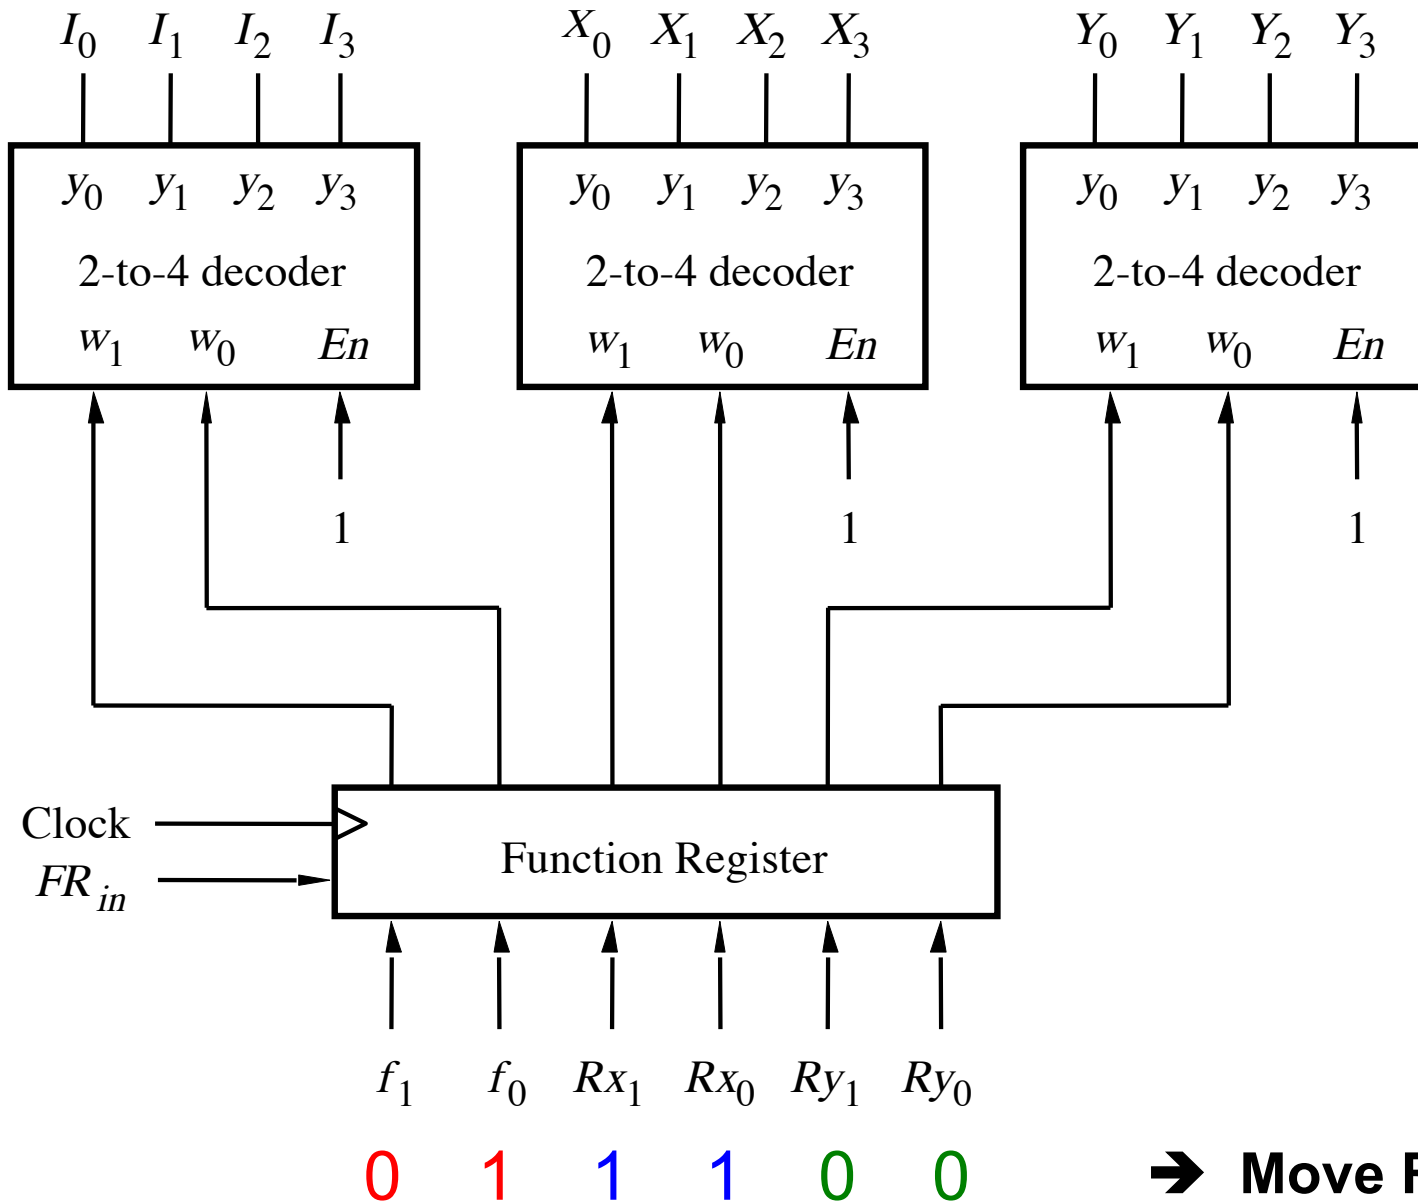 I0 I1 I2 I3 X0 X1 X2 X3 Y0 Y1 Y2 Y3
y0 y1 y2 y3 y0 y1 y2 y3 y0 y1 y2 y3
2-to-4 decoder 2-to-4 decoder 2-to-4 decoder
w1 w0 En w1 w0 En w1 w0 En
1 1 1
Clock
Function Register
FR in
f1 f0 Rx1 Rx0 Ry1 Ry0
0 1 1 1 0 0 ➔ Move